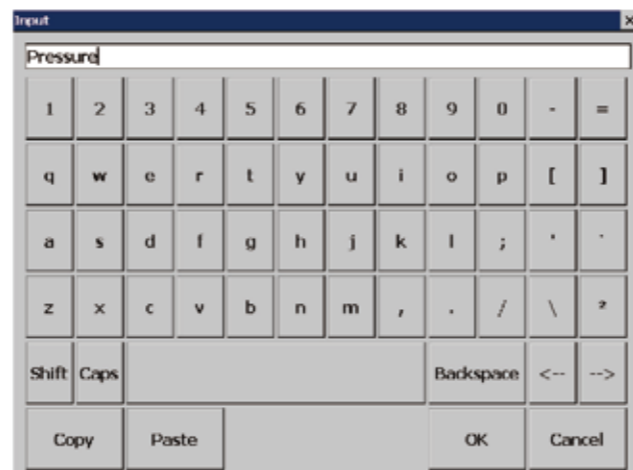 Input
Pressure
1 2 3 4 5 6 7 8 9 0 - =
q w e r t y u i o p [ ]
a s d f g h j k l ; ' `
z x c v b n m , . / \ ²
Shift Caps Backspace <-- -->
Copy Paste OK Cancel